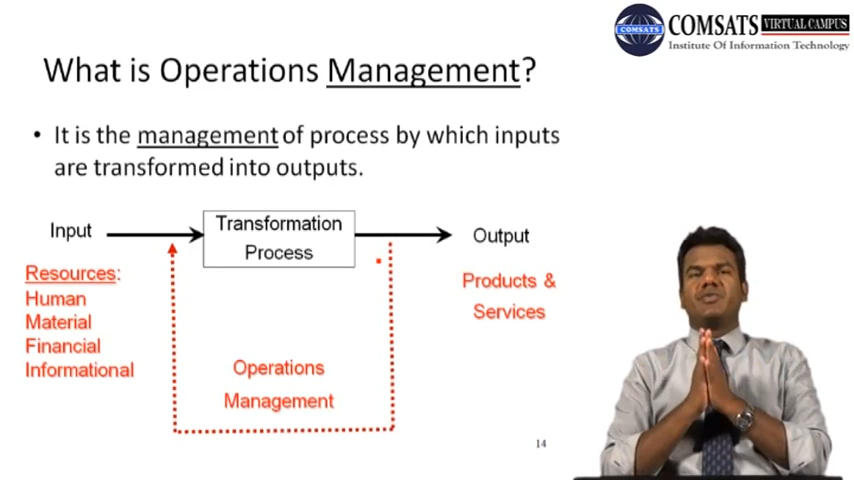 COMSATS VIRTUAL CAMPUS
COMSATS
Institute Of Information Technology
What is Operations Management?
• It is the management of process by which inputs
are transformed into outputs.
Input
Transformation
Process
Output
Resources:
Human
Material
Financial
Informational
Products &
Services
Operations
Management
14